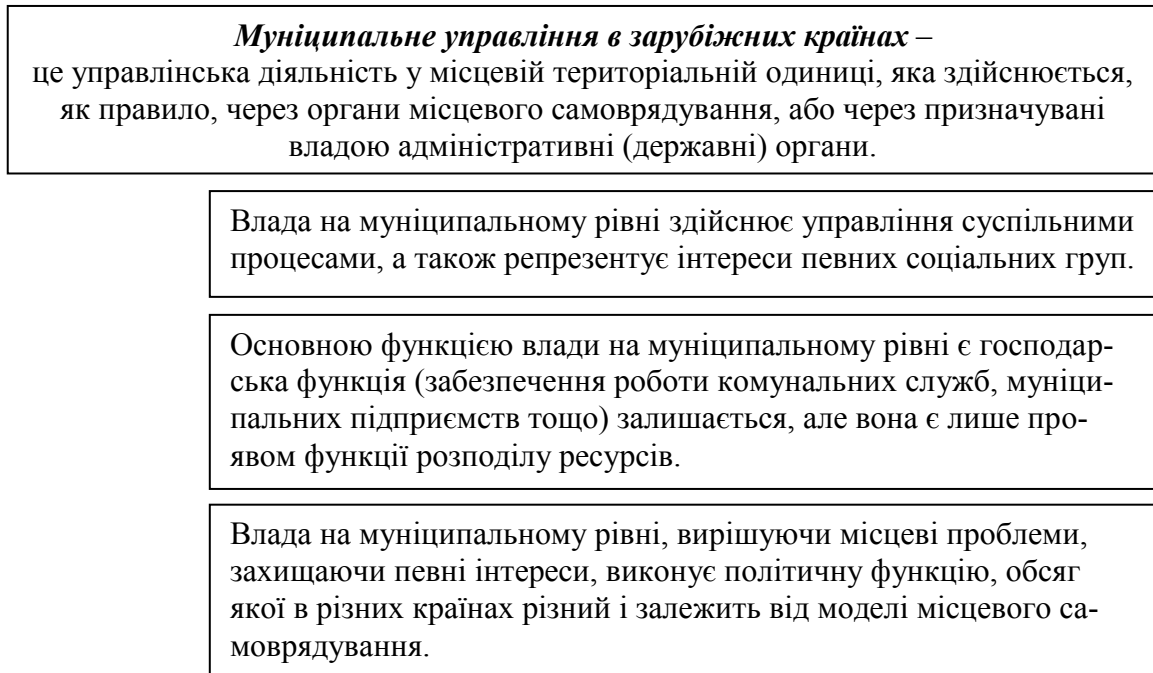 Муніципальне управління в зарубіжних країнах –
це управлінська діяльність у місцевій територіальній одиниці, яка здійснюється,
як правило, через органи місцевого самоврядування, або через призначувані
владою адміністративні (державні) органи.
Влада на муніципальному рівні здійснює управління суспільними
процесами, а також репрезентує інтереси певних соціальних груп.
Основною функцією влади на муніципальному рівні є господар-
ська функція (забезпечення роботи комунальних служб, муніци-
пальних підприємств тощо) залишається, але вона є лише про-
явом функції розподілу ресурсів.
Влада на муніципальному рівні, вирішуючи місцеві проблеми,
захищаючи певні інтереси, виконує політичну функцію, обсяг
якої в різних країнах різний і залежить від моделі місцевого са-
моврядування.